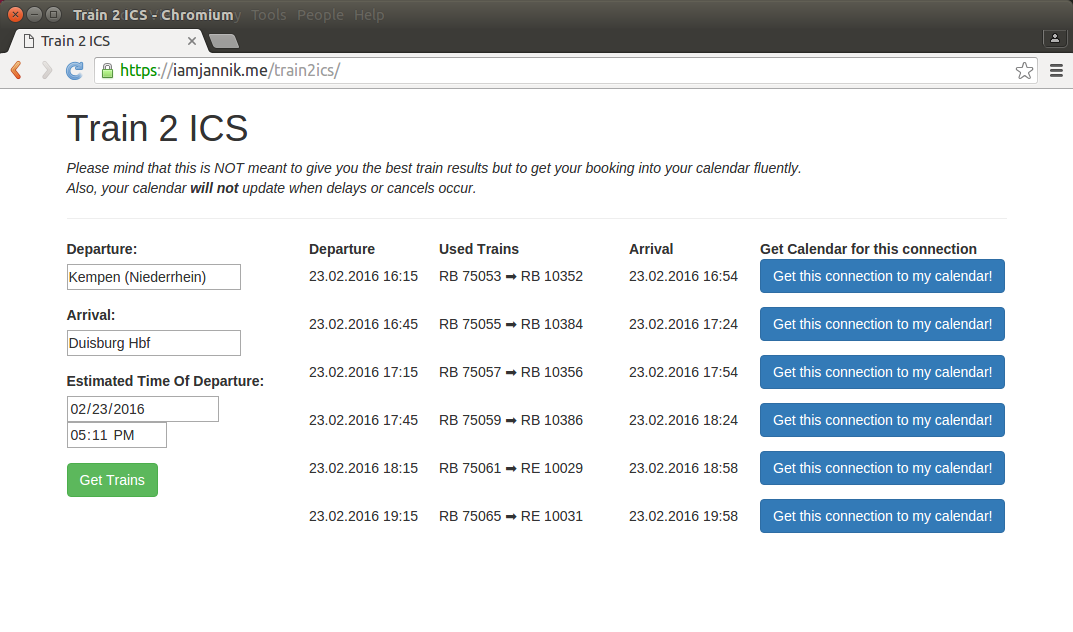 Train 2 ICS - Chromium
Tools People Help
Train 2 ICS
https://iamjannik.me/train2ics/
Train 2 ICS
Please mind that this is NOT meant to give you the best train results but to get your booking into your calendar fluently.
Also, your calendar will not update when delays or cancels occur.
Departure:
Kempen (Niederrhein)
Arrival:
Duisburg Hbf
Estimated Time Of Departure:
02/23/2016
05:11 PM
Get Trains
Departure Used Trains Arrival Get Calendar for this connection
23.02.2016 16:15 RB 75053 ➡ RB 10352 23.02.2016 16:54 Get this connection to my calendar!
23.02.2016 16:45 RB 75055 ➡ RB 10384 23.02.2016 17:24 Get this connection to my calendar!
23.02.2016 17:15 RB 75057 ➡ RB 10356 23.02.2016 17:54 Get this connection to my calendar!
23.02.2016 17:45 RB 75059 ➡ RB 10386 23.02.2016 18:24 Get this connection to my calendar!
23.02.2016 18:15 RB 75061 ➡ RE 10029 23.02.2016 18:58 Get this connection to my calendar!
23.02.2016 19:15 RB 75065 ➡ RE 10031 23.02.2016 19:58 Get this connection to my calendar!